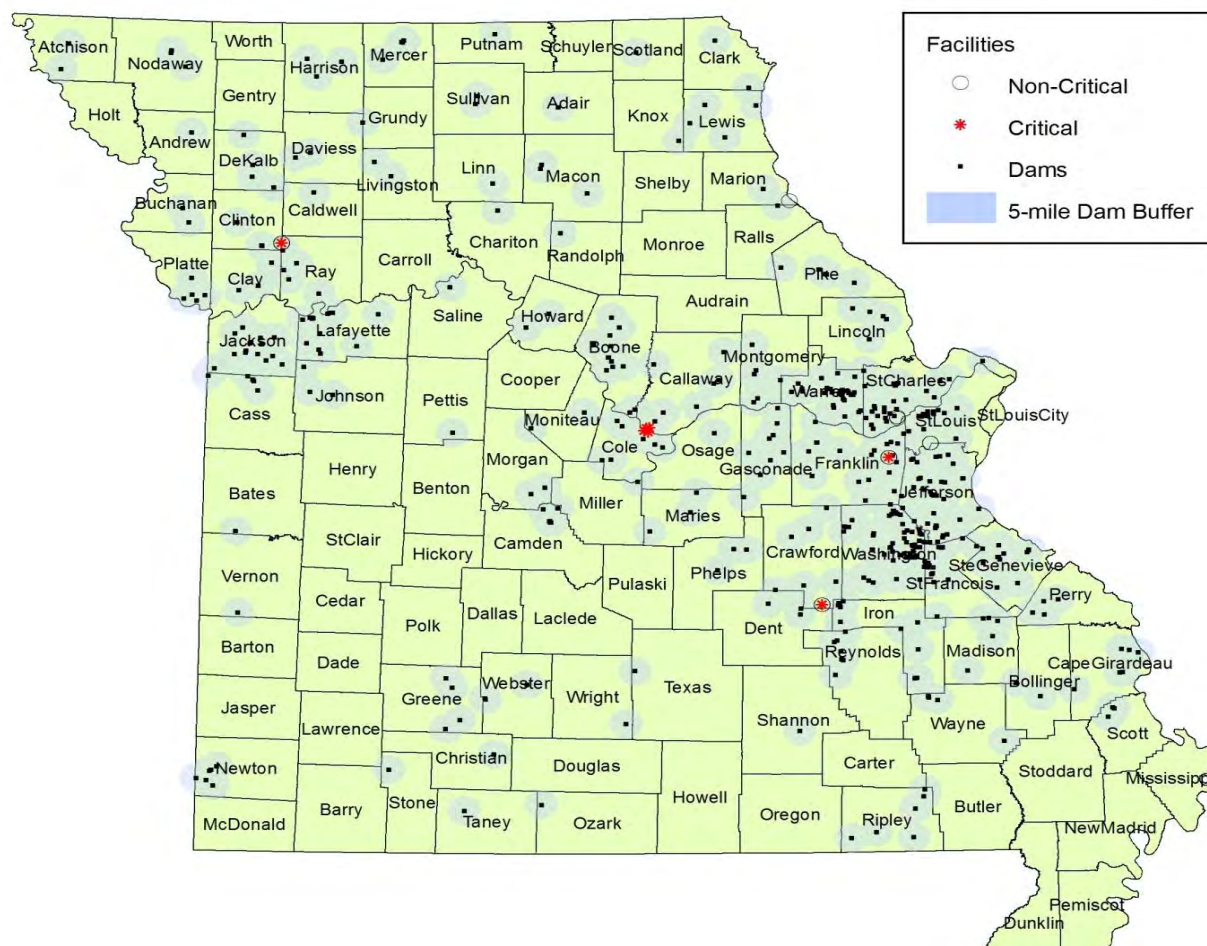 Facilities
Non-Critical
Critical
Dams
5-mile Dam Buffer
Atchison
Nodaway
Worth
Harrison
Mercer
Putnam
Schuyler
Scotland
Clark
Holt
Gentry
Sullivan
Adair
Knox
Lewis
Andrew
DeKalb
Daviess
Grundy
Linn
Macon
Shelby
Marion
Buchanan
Clinton
Caldwell
Livingston
Chariton
Randolph
Monroe
Ralls
Platte
Clay
Ray
Carroll
Pike
Saline
Howard
Audrain
Lincoln
Jackson
Lafayette
Boone
Callaway
Montgomery
Warren
StCharles
Cooper
StLouis
StLouisCity
Cass
Johnson
Pettis
Moniteau
Cole
Osage
Gasconade
Franklin
Jefferson
Henry
Morgan
Bates
Benton
Miller
Maries
StClair
Camden
Crawford
Washington
Hickory
Phelps
StFrancois
SteGenevieve
Vernon
Pulaski
Perry
Cedar
Dallas
Laclede
Dent
Iron
Polk
Barton
Reynolds
Madison
CapeGirardeau
Dade
Webster
Wright
Texas
Bollinger
Greene
Jasper
Lawrence
Shannon
Wayne
Scott
Christian
Douglas
Carter
Stoddard
Newton
Mississippi
Barry
Stone
Taney
Ozark
Howell
Oregon
Ripley
Butler
McDonald
NewMadrid
Pemiscot
Dunklin